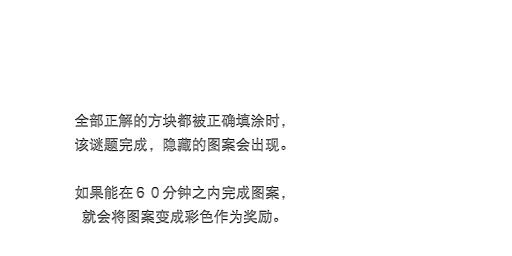 全部正解的方块都被正确填涂时，
该谜题完成，隐藏的图案会出现。
如果能在６０分钟之内完成图案，
就会将图案变成彩色作为奖励。